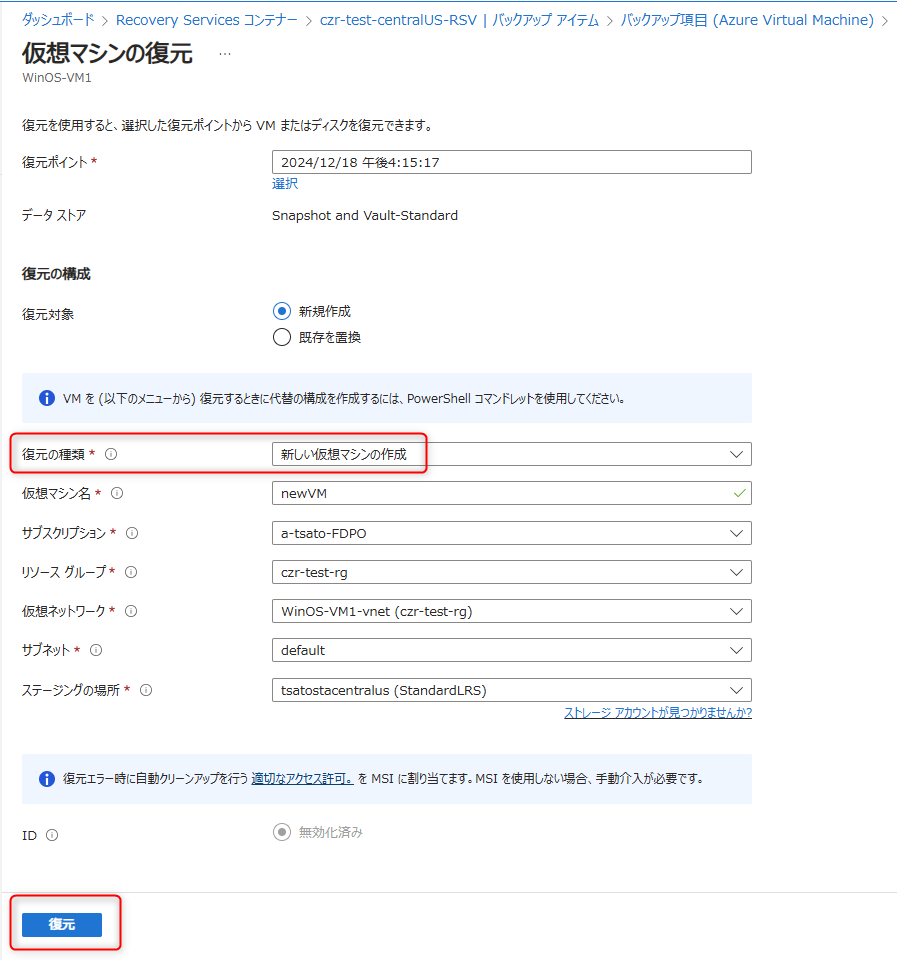 ダッシュボード > Recovery Services コンテナー > czr-test-centralUS-RSV | バックアップ アイテム > バックアップ項目 (Azure Virtual Machine) >
仮想マシンの復元 …
WinOS-VM1
復元を使用すると、選択した復元ポイントから VM またはディスクを復元できます。
復元ポイント * 2024/12/18 午後4:15:17
選択
データ ストア Snapshot and Vault-Standard
復元の構成
復元対象 新規作成
既存を置換
VM を (以下のメニューから) 復元するときに代替の構成を作成するには、PowerShell コマンドレットを使用してください。
復元の種類 * 新しい仮想マシンの作成
仮想マシン名 * newVM
サブスクリプション * a-tsato-FDPO
リソース グループ * czr-test-rg
仮想ネットワーク * WinOS-VM1-vnet (czr-test-rg)
サブネット * default
ステージングの場所 * tsatostacentralus (StandardLRS)
ストレージ アカウントが見つかりませんか?
復元エラー時に自動クリーンアップを行う 適切なアクセス許可。 を MSI に割り当てます。MSI を使用しない場合、手動介入が必要です。
ID 無効化済み
復元